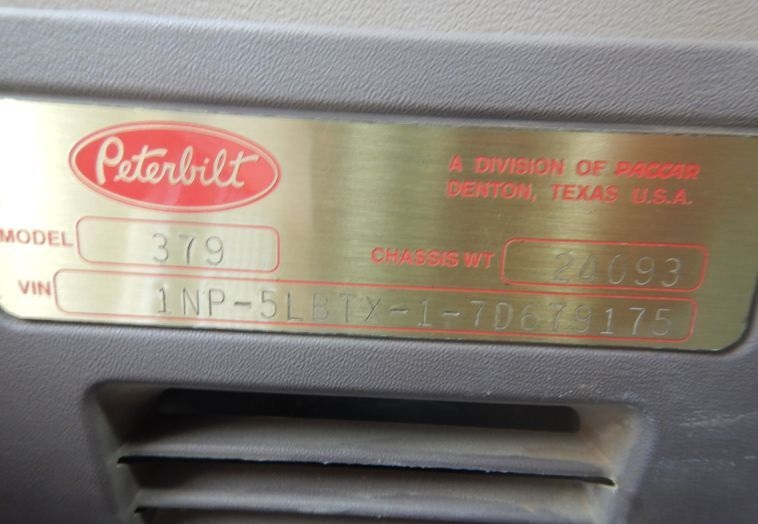 Peterbilt
A DIVISION OF PACCAR
DENTON, TEXAS U.S.A.
MODEL 379
CHASSIS WT 24093
VIN 1NP-5LBTX-1-7D679175